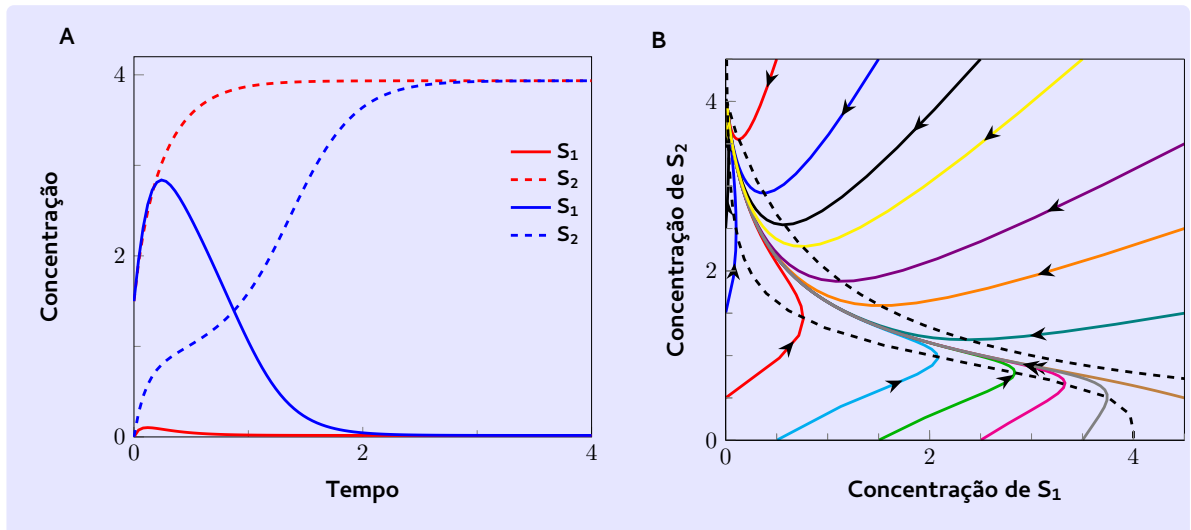 A
Concentração
4
2
0
0
2
4
Tempo
S₁
S₂
S₁
S₂
B
Concentração de S₂
4
2
0
0
2
4
Concentração de S₁